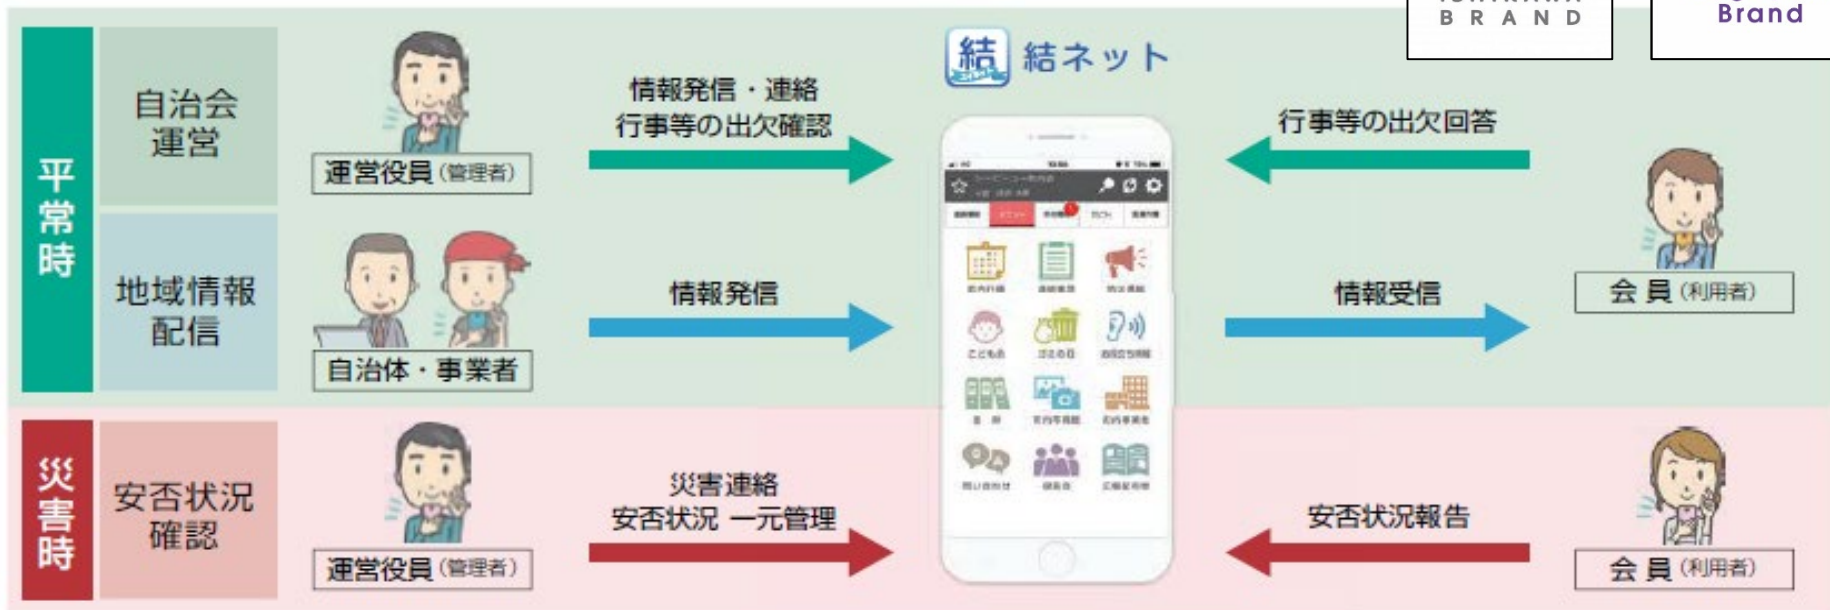 BRAND
Brand
平常時
自治会
運営
運営役員(管理者)
情報発信・連絡
行事等の出欠確認
結
結ネット
行事等の出欠回答
地域情報
配信
自治体・事業者
情報発信
情報受信
会員(利用者)
こども会
災害時
安否状況
確認
運営役員(管理者)
災害連絡
安否状況 一元管理
安否状況報告
会員(利用者)